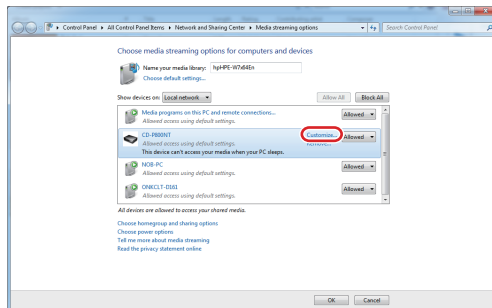 Control Panel ▸ All Control Panel Items ▸ Network and Sharing Center ▸ Media streaming options
Search Control Panel
Choose media streaming options for computers and devices
Name your media library: hpHPE-W7x64En
Choose default settings...
Show devices on: Local network
Allow All Block All
Media programs on this PC and remote connections...
Allowed access using default settings.
Allowed
CD-P800NT
Allowed access using default settings.
This device can't access your media when your PC sleeps.
Customize...
Remove...
Allowed
NOB-PC
Allowed access using default settings.
Allowed
ONKCLT-D161
Allowed access using default settings.
Allowed
All devices are allowed to access your shared media.
Choose homegroup and sharing options
Choose power options
Tell me more about media streaming
Read the privacy statement online
OK Cancel